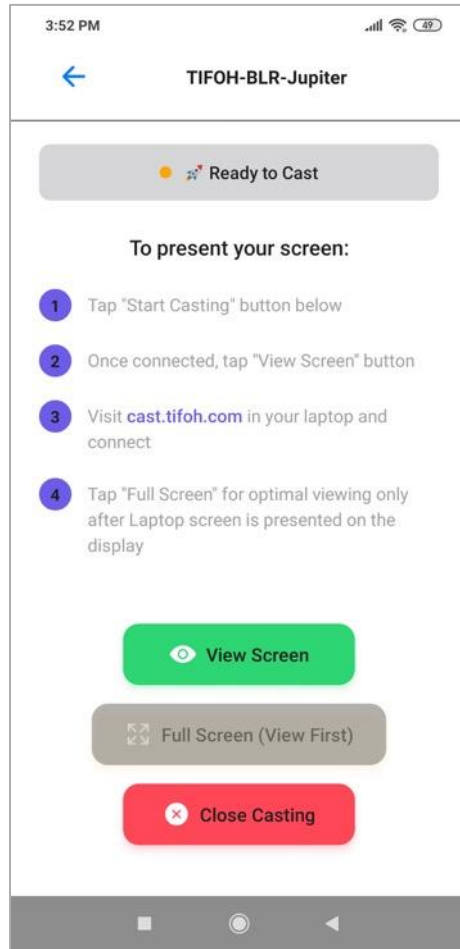 3:52 PM
49
TIFOH-BLR-Jupiter
Ready to Cast
To present your screen:
1 Tap "Start Casting" button below
2 Once connected, tap "View Screen" button
3 Visit cast.tifoh.com in your laptop and
connect
4 Tap "Full Screen" for optimal viewing only
after Laptop screen is presented on the
display
View Screen
Full Screen (View First)
Close Casting